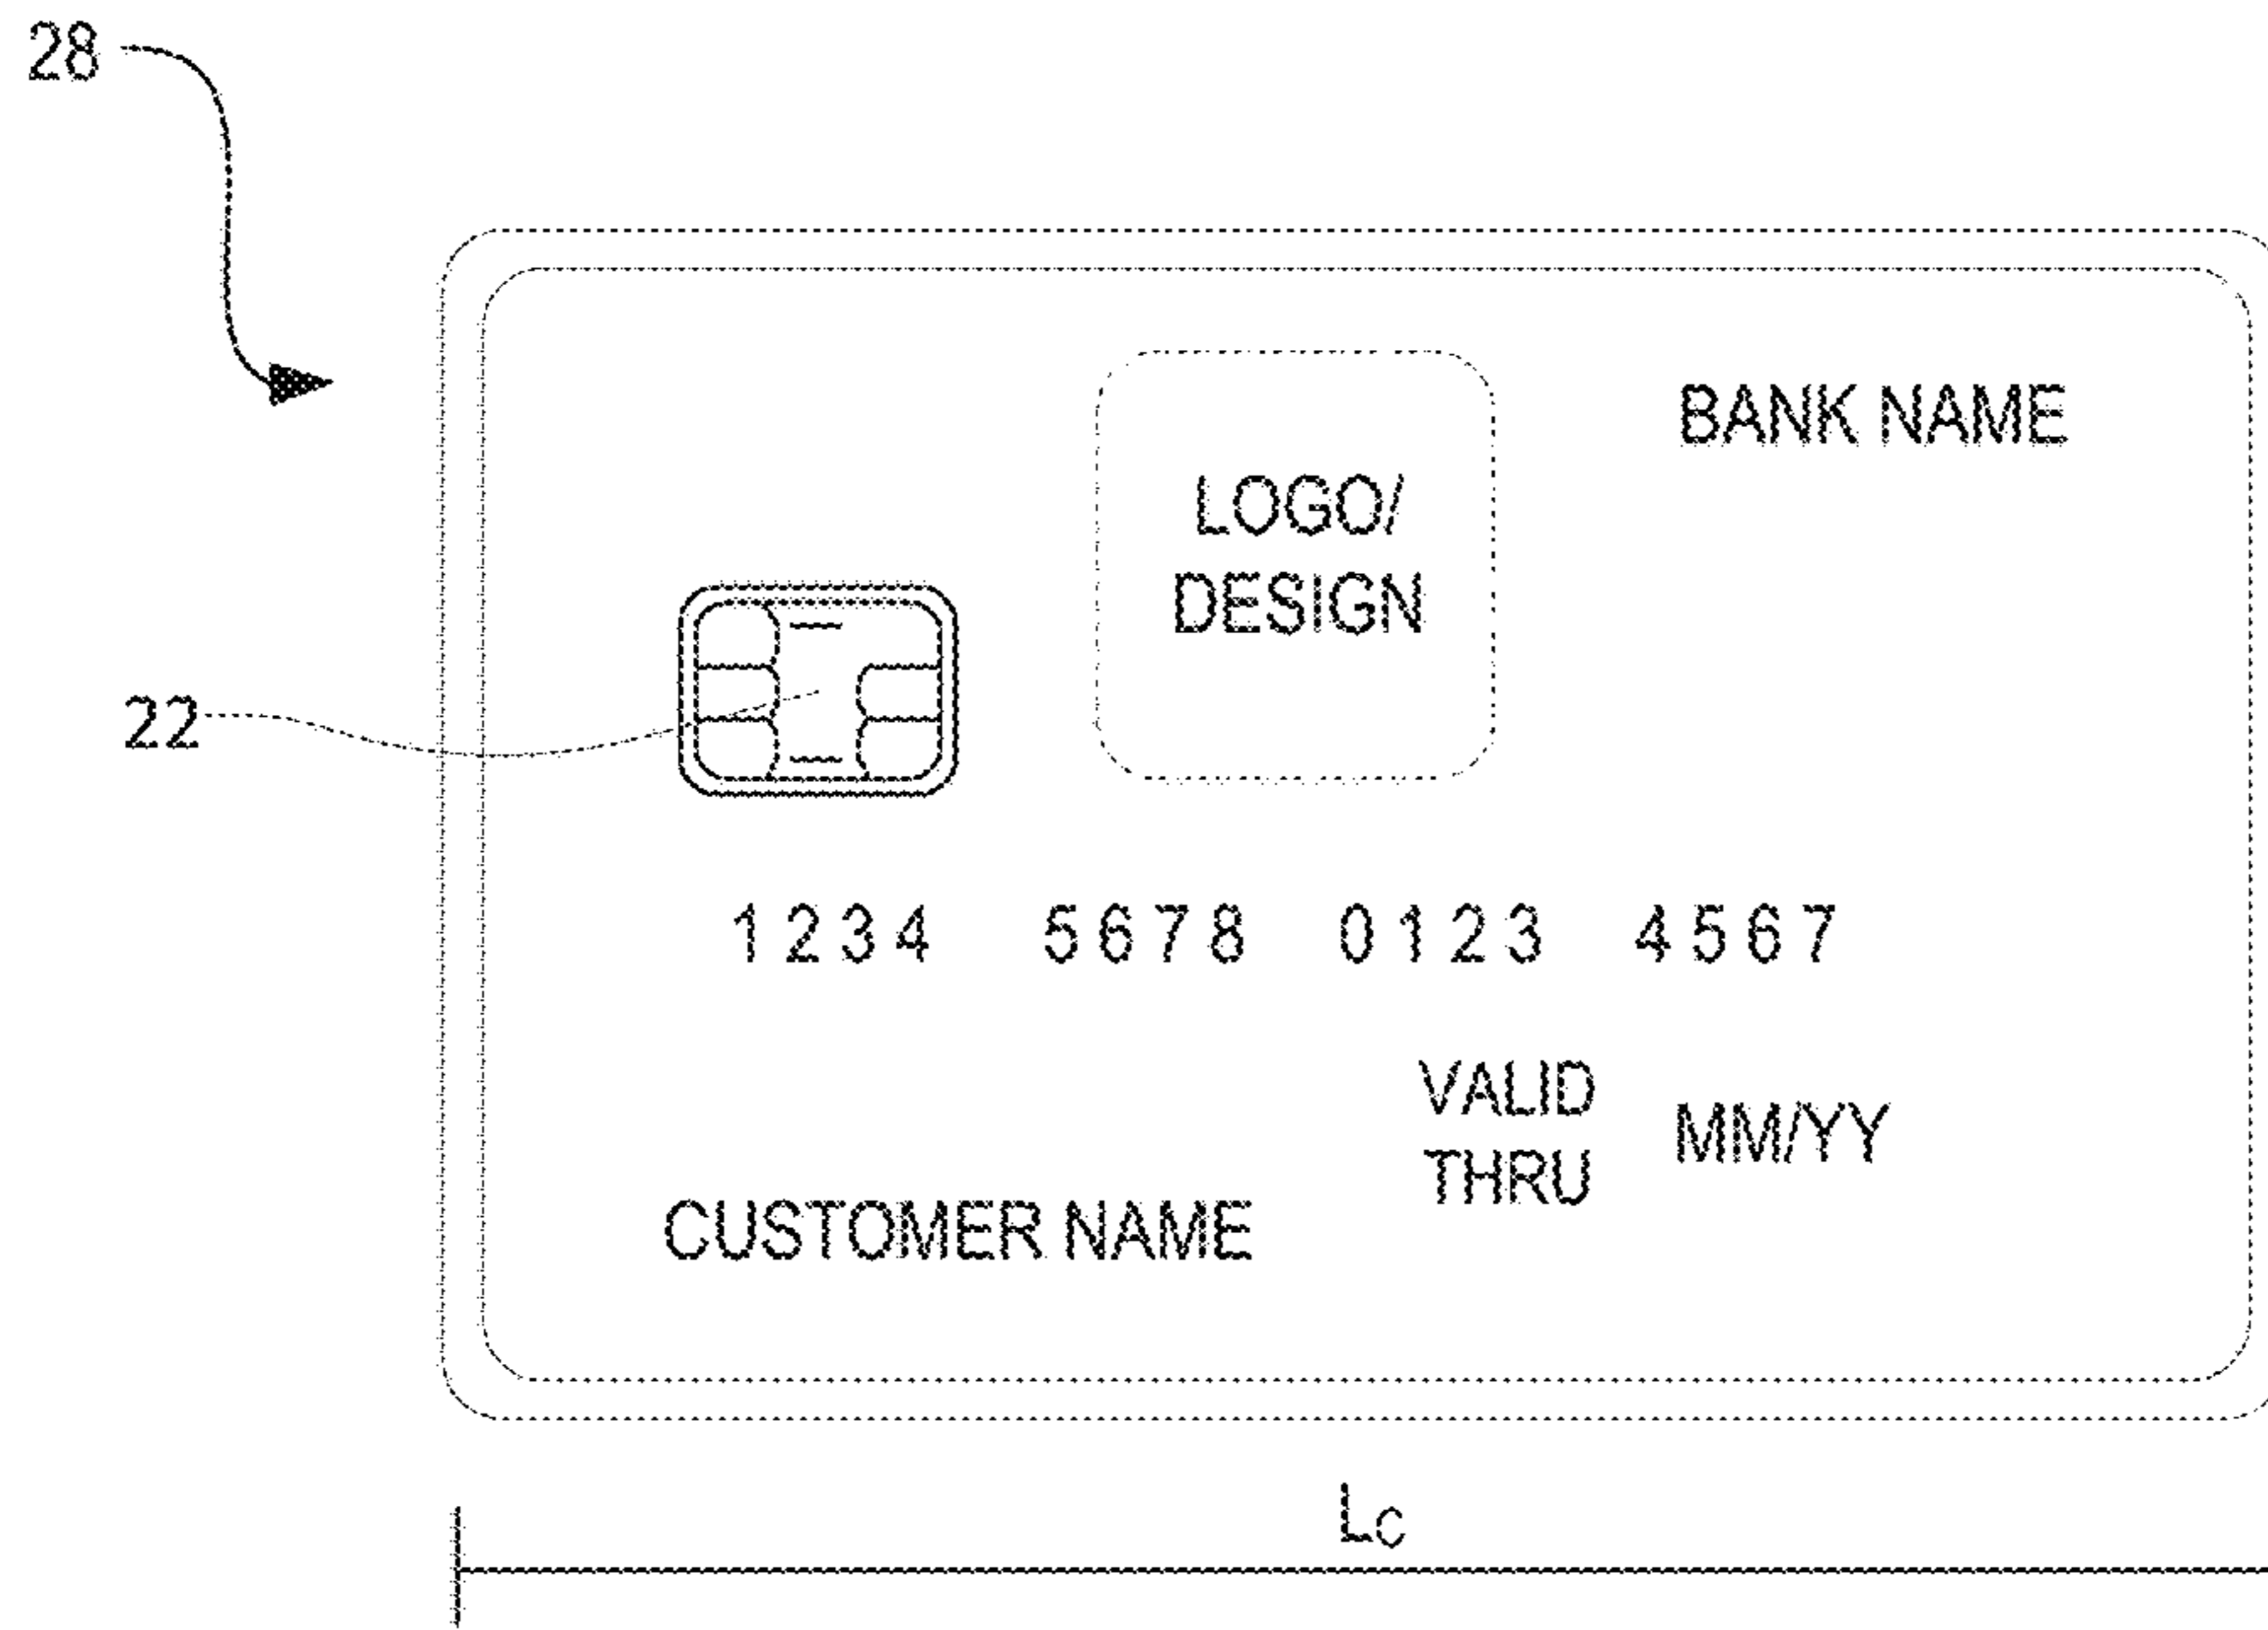 28
BANK NAME
LOGO/
DESIGN
22
1234 5678 0123 4567
VALID
THRU
MM/YY
CUSTOMER NAME
Lc